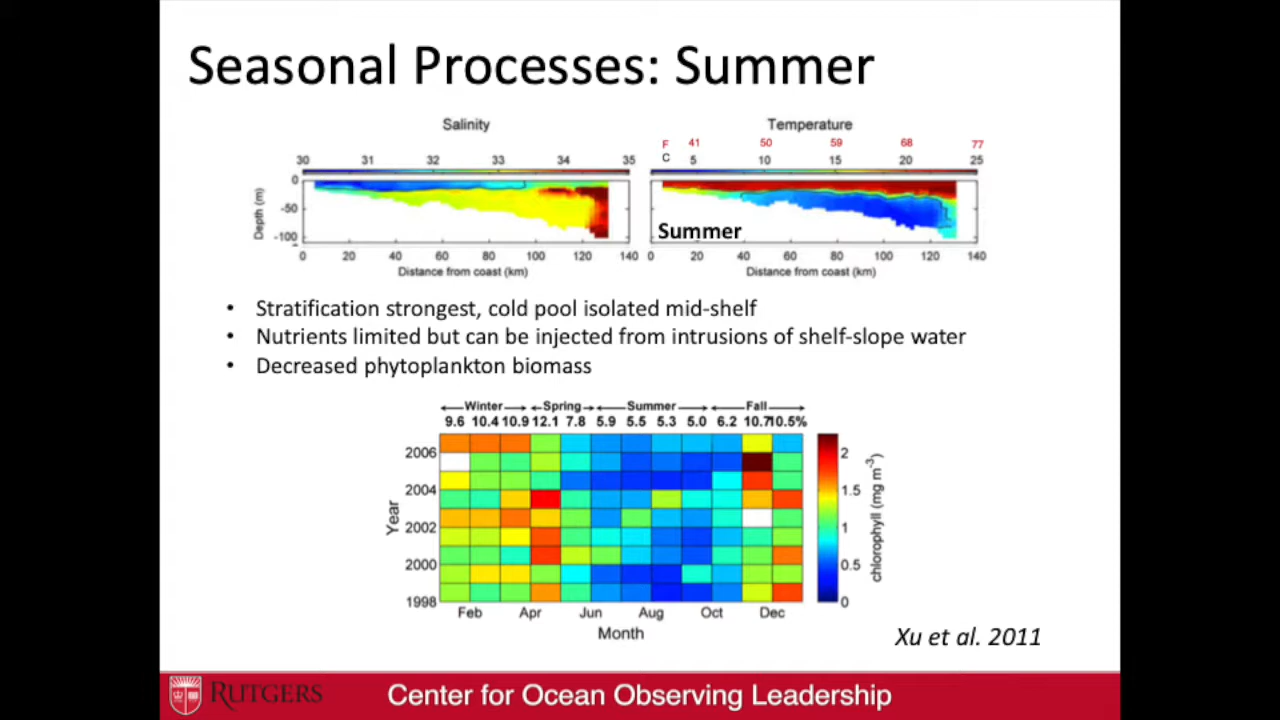 Seasonal Processes: Summer
Salinity
30 31 32 33 34 35
0
-50
-100
Depth (m)
0 20 40 60 80 100 120 140
Distance from coast (km)
Temperature
F 41 50 59 68 77
C 5 10 15 20 25
Summer
0 20 40 60 80 100 120 140
Distance from coast (km)
• Stratification strongest, cold pool isolated mid-shelf
• Nutrients limited but can be injected from intrusions of shelf-slope water
• Decreased phytoplankton biomass
Winter Spring Summer Fall
9.6 10.4 10.9 12.1 7.8 5.9 5.5 5.3 5.0 6.2 10.7 10.5%
2006
2004
2002
2000
1998
Year
Feb Apr Jun Aug Oct Dec
Month
2
1.5
1
0.5
0
chlorophyll (mg m⁻³)
Xu et al. 2011
RUTGERS
Center for Ocean Observing Leadership